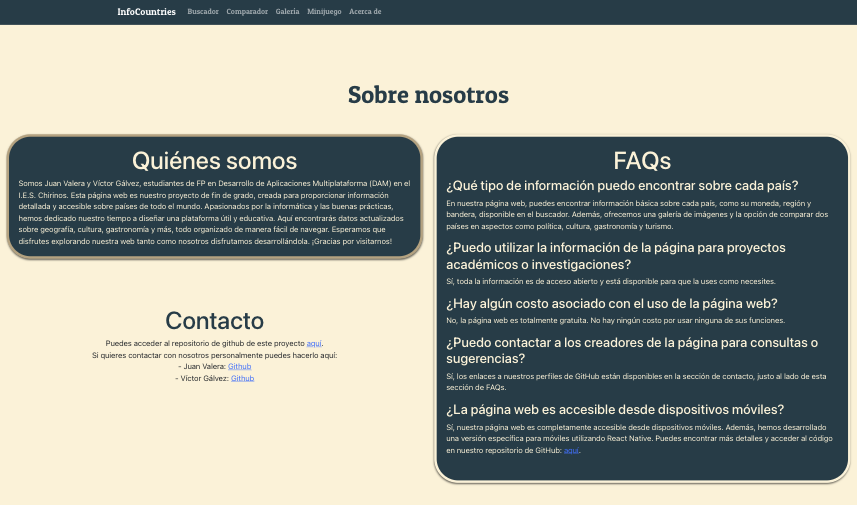 InfoCountries Buscador Comparador Galería Minijuego Acerca de
Sobre nosotros
Quiénes somos
Somos Juan Valera y Víctor Gálvez, estudiantes de FP en Desarrollo de Aplicaciones Multiplataforma (DAM) en el
I.E.S. Chirinos. Esta página web es nuestro proyecto de fin de grado, creada para proporcionar información
detallada y accesible sobre países de todo el mundo. Apasionados por la informática y las buenas prácticas,
hemos dedicado nuestro tiempo a diseñar una plataforma útil y educativa. Aquí encontrarás datos actualizados
sobre geografía, cultura, gastronomía y más, todo organizado de manera fácil de navegar. Esperamos que
disfrutes explorando nuestra web tanto como nosotros disfrutamos desarrollándola. ¡Gracias por visitarnos!
Contacto
Puedes acceder al repositorio de github de este proyecto aquí.
Si quieres contactar con nosotros personalmente puedes hacerlo aquí:
- Juan Valera: Github
- Víctor Gálvez: Github
FAQs
¿Qué tipo de información puedo encontrar sobre cada país?
En nuestra página web, puedes encontrar información básica sobre cada país, como su moneda, región y
bandera, disponible en el buscador. Además, ofrecemos una galería de imágenes y la opción de comparar dos
países en aspectos como política, cultura, gastronomía y turismo.
¿Puedo utilizar la información de la página para proyectos
académicos o investigaciones?
Sí, toda la información es de acceso abierto y está disponible para que la uses como necesites.
¿Hay algún costo asociado con el uso de la página web?
No, la página web es totalmente gratuita. No hay ningún costo por usar ninguna de sus funciones.
¿Puedo contactar a los creadores de la página para consultas o
sugerencias?
Sí, los enlaces a nuestros perfiles de GitHub están disponibles en la sección de contacto, justo al lado de esta
sección de FAQs.
¿La página web es accesible desde dispositivos móviles?
Sí, nuestra página web es completamente accesible desde dispositivos móviles. Además, hemos desarrollado
una versión específica para móviles utilizando React Native. Puedes encontrar más detalles y acceder al código
en nuestro repositorio de GitHub: aquí.